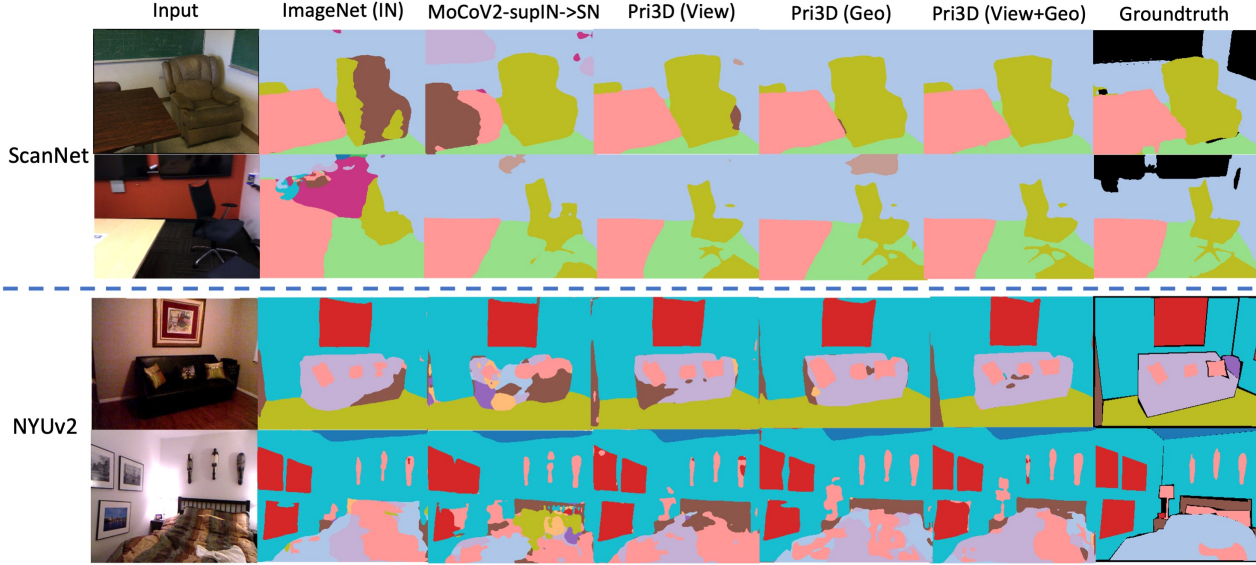 Input ImageNet (IN) MoCoV2-supIN->SN Pri3D (View) Pri3D (Geo) Pri3D (View+Geo) Groundtruth
ScanNet
NYUv2